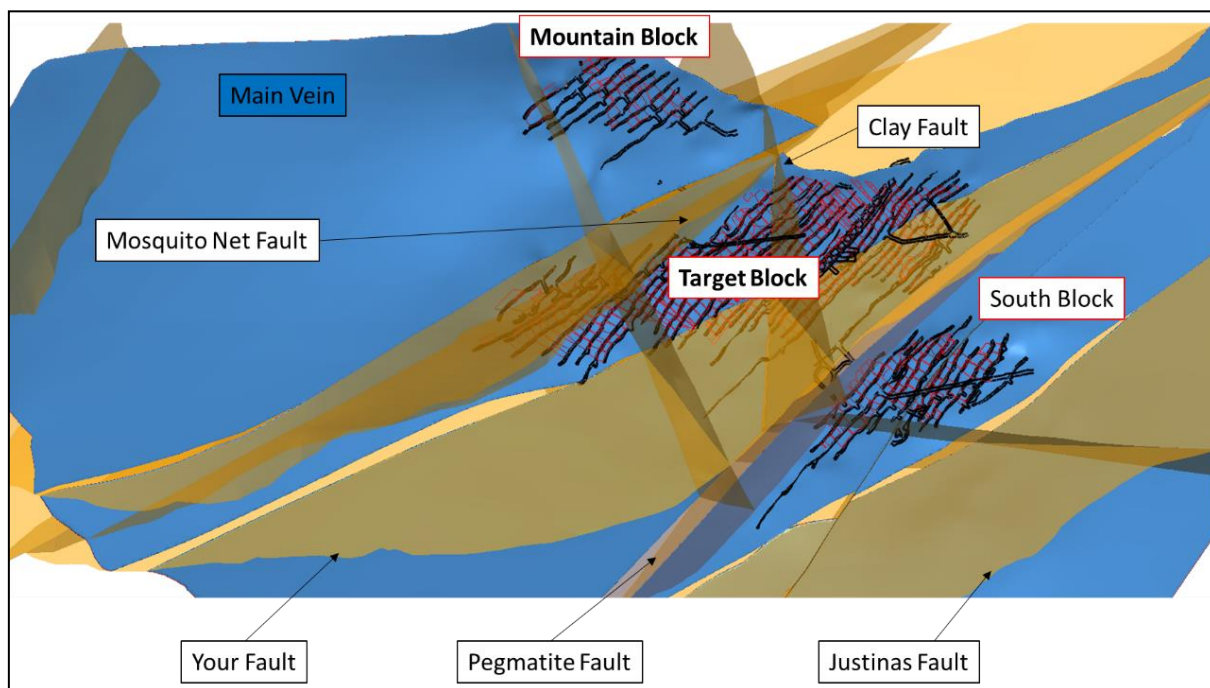 Mountain Block
Main Vein
Clay Fault
Mosquito Net Fault
Target Block
South Block
Your Fault
Pegmatite Fault
Justinas Fault